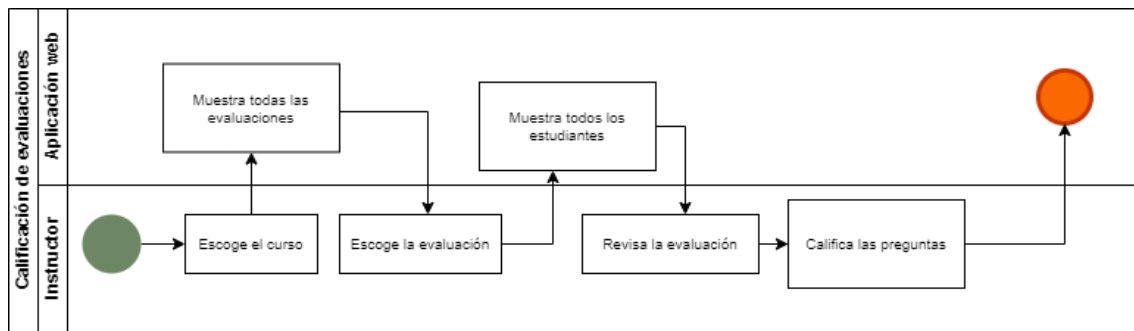 Calificación de evaluaciones
Aplicación web
Muestra todas las
evaluaciones
Muestra todos los
estudiantes
Instructor
Escoge el curso
Escoge la evaluación
Revisa la evaluación
Califica las preguntas